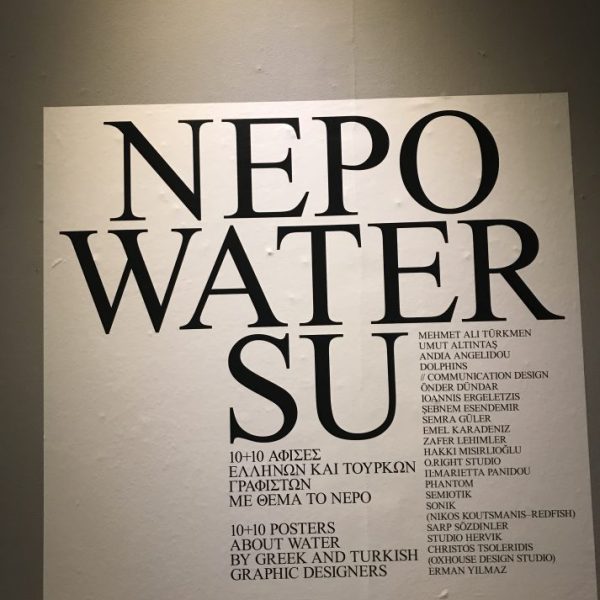 ΝΕΡΟ
WATER
SU
MEHMET ALI TÜRKMEN
UMUT ALTINTAŞ
ANDIA ANGELIDOU
DOLPHINS
// COMMUNICATION DESIGN
ÖNDER DÜNDAR
IOANNIS ERGELETZIS
ŞEBNEM ESENDEMIR
SEMRA GÜLER
EMEL KARADENIZ
ZAFER LEHIMLER
HAKKI MISIRLIOĞLU
O.RIGHT STUDIO
II:MARIETTA PANIDOU
PHANTOM
SEMIOTIK
SONIK
(NIKOS KOUTSMANIS–REDFISH)
SARP SÖZDINLER
STUDIO HERVIK
CHRISTOS TSOLERIDIS
(OXHOUSE DESIGN STUDIO)
ERMAN YILMAZ
10+10 ΑΦΙΣΕΣ
ΕΛΛΗΝΩΝ ΚΑΙ ΤΟΥΡΚΩΝ
ΓΡΑΦΙΣΤΩΝ
ΜΕ ΘΕΜΑ ΤΟ ΝΕΡΟ
10+10 POSTERS
ABOUT WATER
BY GREEK AND TURKISH
GRAPHIC DESIGNERS